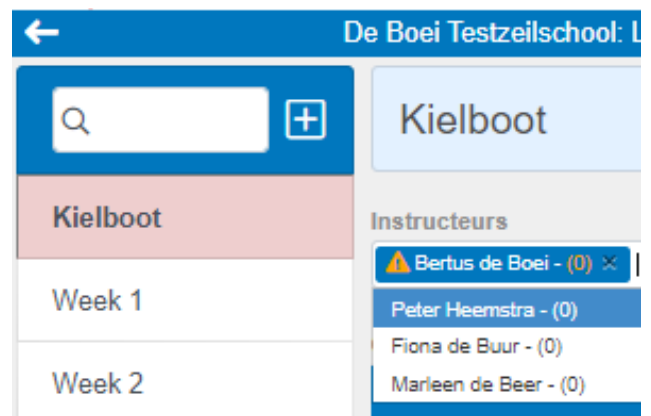 De Boei Testzeilschool: L
Kielboot
Kielboot
Week 1
Week 2
Instructeurs
Bertus de Boei - (0) ×
Peter Heemstra - (0)
Fiona de Buur - (0)
Marleen de Beer - (0)